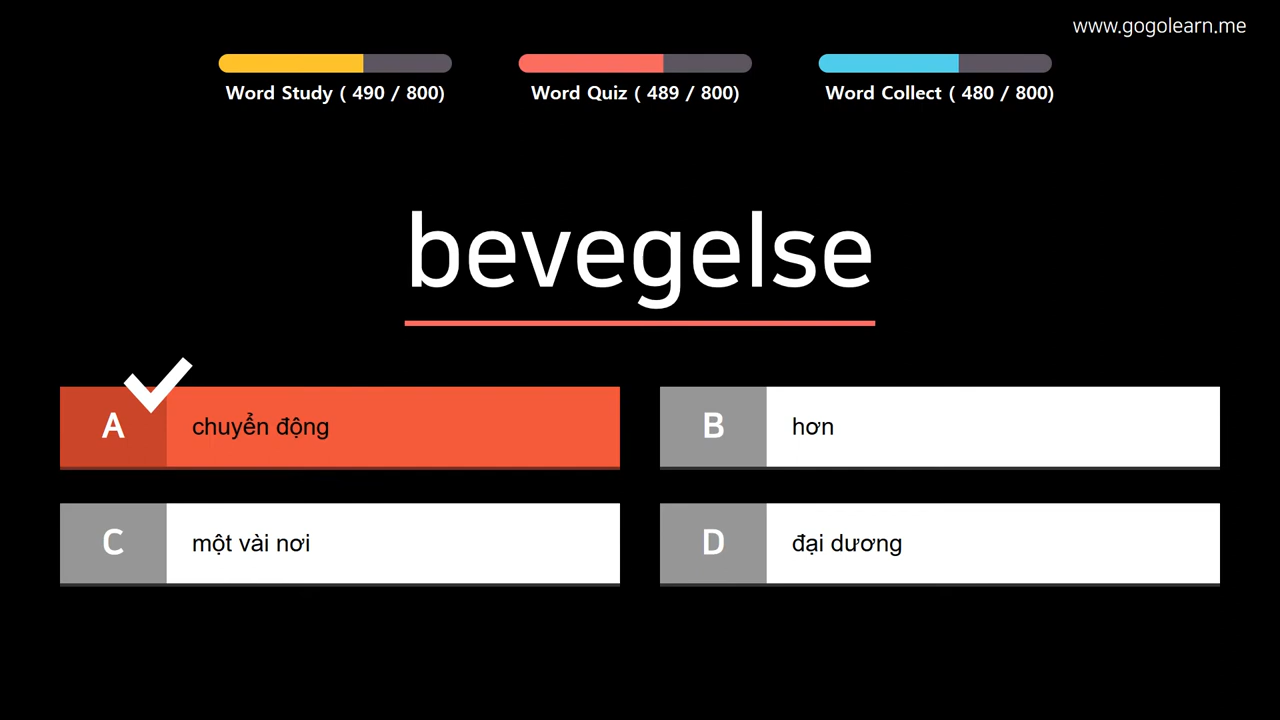 www.gogolearn.me
Word Study ( 490 / 800)
Word Quiz ( 489 / 800)
Word Collect ( 480 / 800)
bevegelse
A chuyển động
B hơn
C một vài nơi
D đại dương